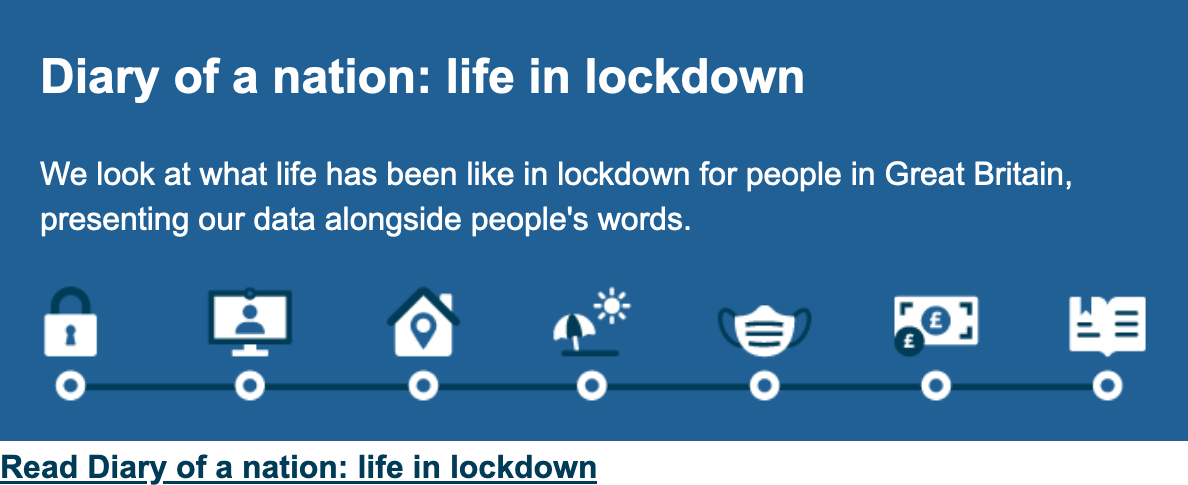 Diary of a nation: life in lockdown
We look at what life has been like in lockdown for people in Great Britain,
presenting our data alongside people's words.
£
£
Read Diary of a nation: life in lockdown